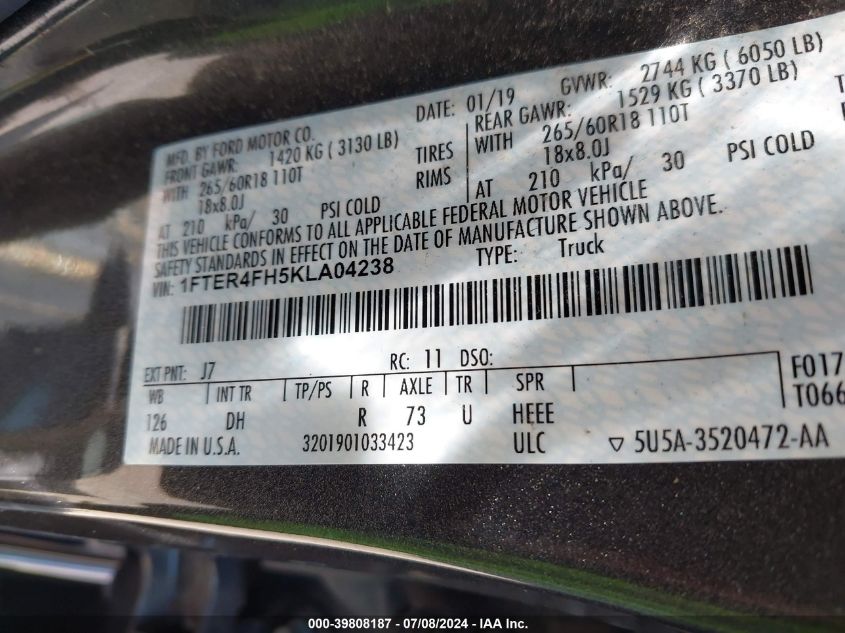 MFD. BY FORD MOTOR CO. DATE: 01/19 GVWR: 2744 KG ( 6050 LB)
FRONT GAWR: 1420 KG ( 3130 LB) REAR GAWR: 1529 KG ( 3370 LB)
WITH 265/60R18 110T TIRES WITH 265/60R18 110T
18x8.0J RIMS 18x8.0J
AT 210 kPa/ 30 PSI COLD AT 210 kPa/ 30 PSI COLD
THIS VEHICLE CONFORMS TO ALL APPLICABLE FEDERAL MOTOR VEHICLE
SAFETY STANDARDS IN EFFECT ON THE DATE OF MANUFACTURE SHOWN ABOVE.
VIN: 1FTER4FH5KLA04238 TYPE: Truck
EXT PNT: J7 RC: 11 DSO:
WB INT TR TP/PS R AXLE TR SPR
126 DH R 73 U HEEE
MADE IN U.S.A. 3201901033423 ULC ▽ 5U5A-3520472-AA
F017
T066
000-39808187 / 07/08/2024 - IAA Inc.